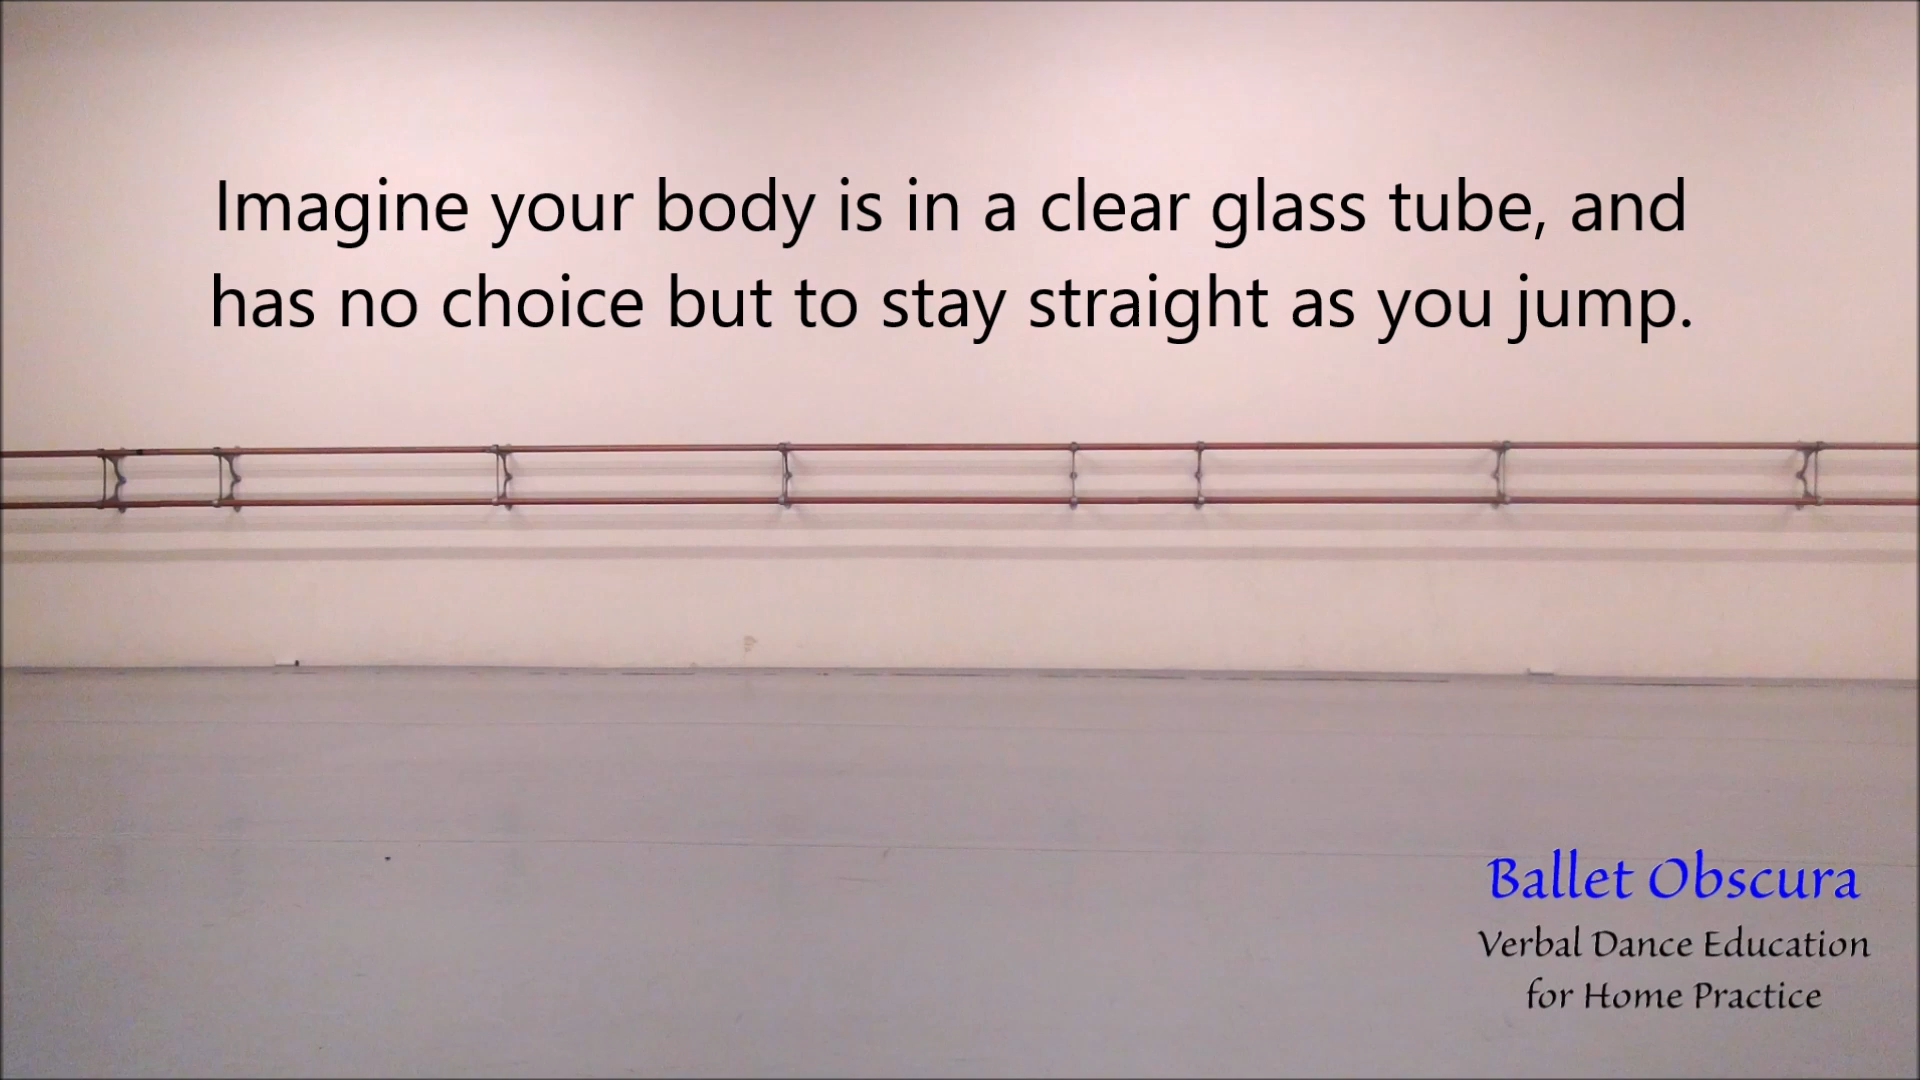 Imagine your body is in a clear glass tube, and
has no choice but to stay straight as you jump.
Ballet Obscura
Verbal Dance Education
for Home Practice